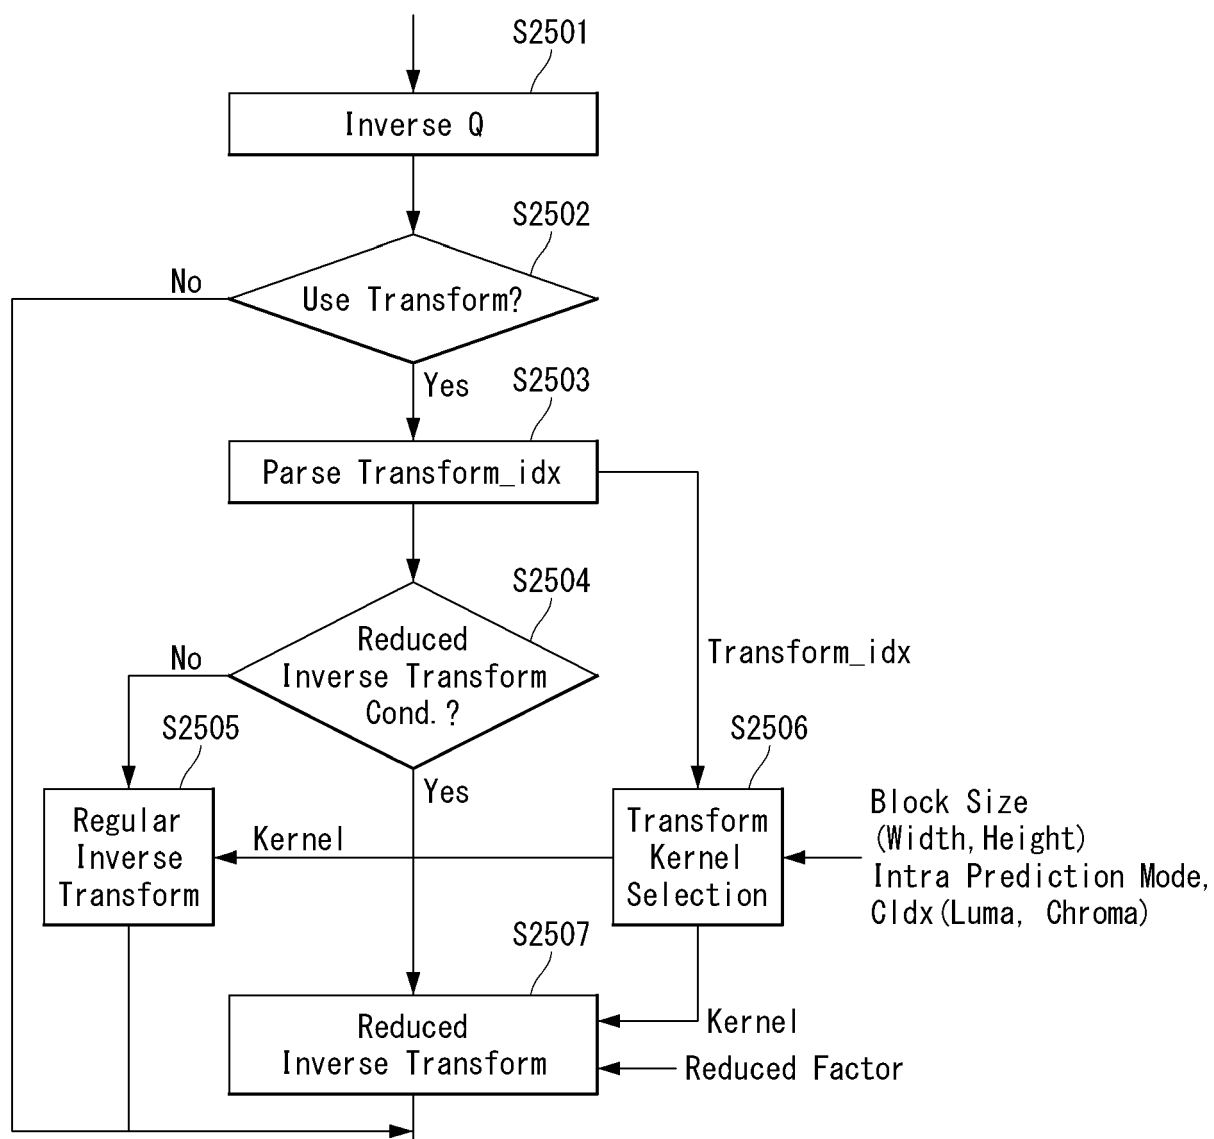 S2501
Inverse Q
S2502
No
Use Transform?
Yes
S2503
Parse Transform_idx
S2504
Reduced
Inverse Transform
Cond.?
No
Transform_idx
S2505
S2506
Yes
Regular
Inverse
Transform
Kernel
Transform
Kernel
Selection
Block Size
(Width,Height)
Intra Prediction Mode,
CIdx(Luma, Chroma)
S2507
Reduced
Inverse Transform
Kernel
Reduced Factor